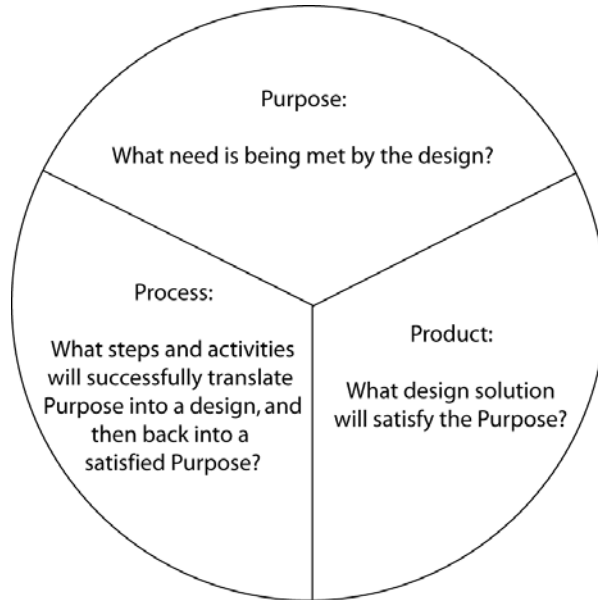 Purpose:
What need is being met by the design?
Process:
What steps and activities
will successfully translate
Purpose into a design, and
then back into a
satisfied Purpose?
Product:
What design solution
will satisfy the Purpose?